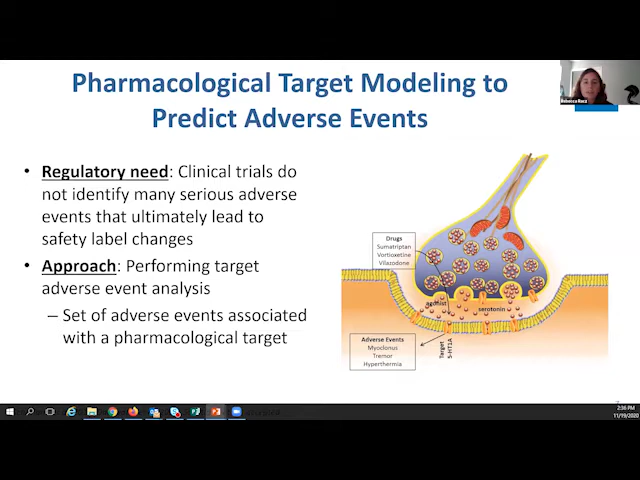 Pharmacological Target Modeling to
Predict Adverse Events
• Regulatory need: Clinical trials do
not identify many serious adverse
events that ultimately lead to
safety label changes
• Approach: Performing target
adverse event analysis
– Set of adverse events associated
with a pharmacological target
Drugs
Sumatriptan
Vortioxetine
Vilazodone
agonist
serotonin
Adverse Events
Myoclonus
Tremor
Hyperthermia
Target
5-HT1A
Rebecca Racz
2:36 PM
11/19/2020